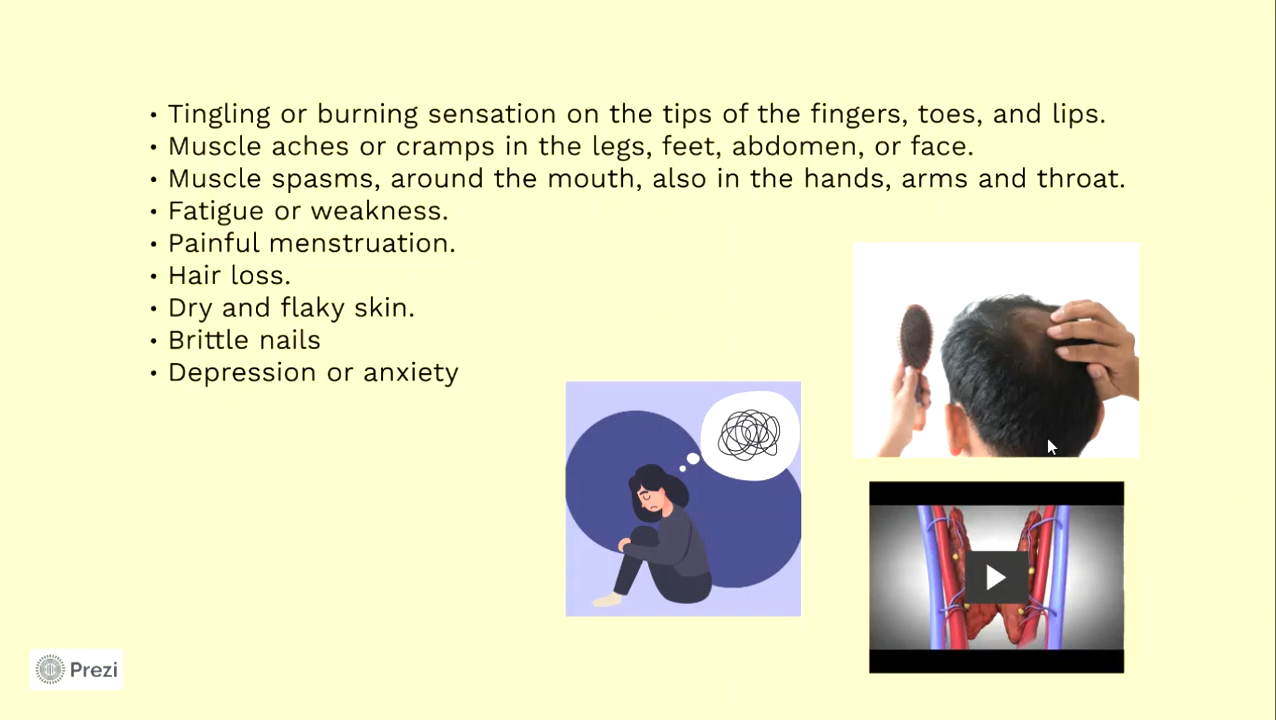 • Tingling or burning sensation on the tips of the fingers, toes, and lips.
• Muscle aches or cramps in the legs, feet, abdomen, or face.
• Muscle spasms, around the mouth, also in the hands, arms and throat.
• Fatigue or weakness.
• Painful menstruation.
• Hair loss.
• Dry and flaky skin.
• Brittle nails
• Depression or anxiety
Prezi